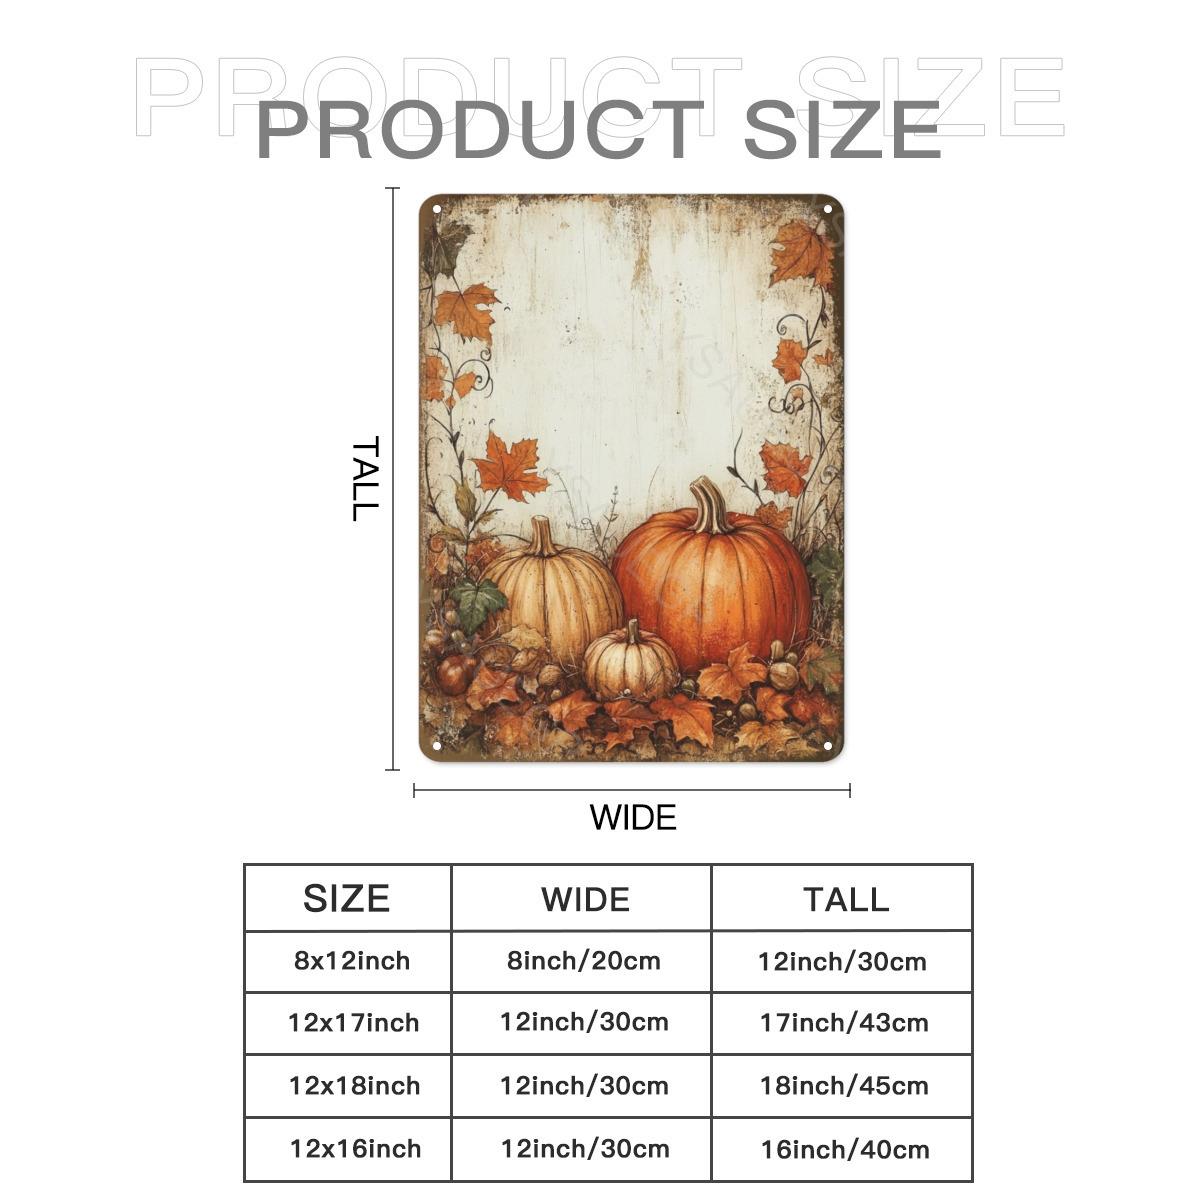 PRODUCT SIZE
PRODUCT SIZE
TALL
WIDE
SIZE WIDE TALL
8x12inch 8inch/20cm 12inch/30cm
12x17inch 12inch/30cm 17inch/43cm
12x18inch 12inch/30cm 18inch/45cm
12x16inch 12inch/30cm 16inch/40cm